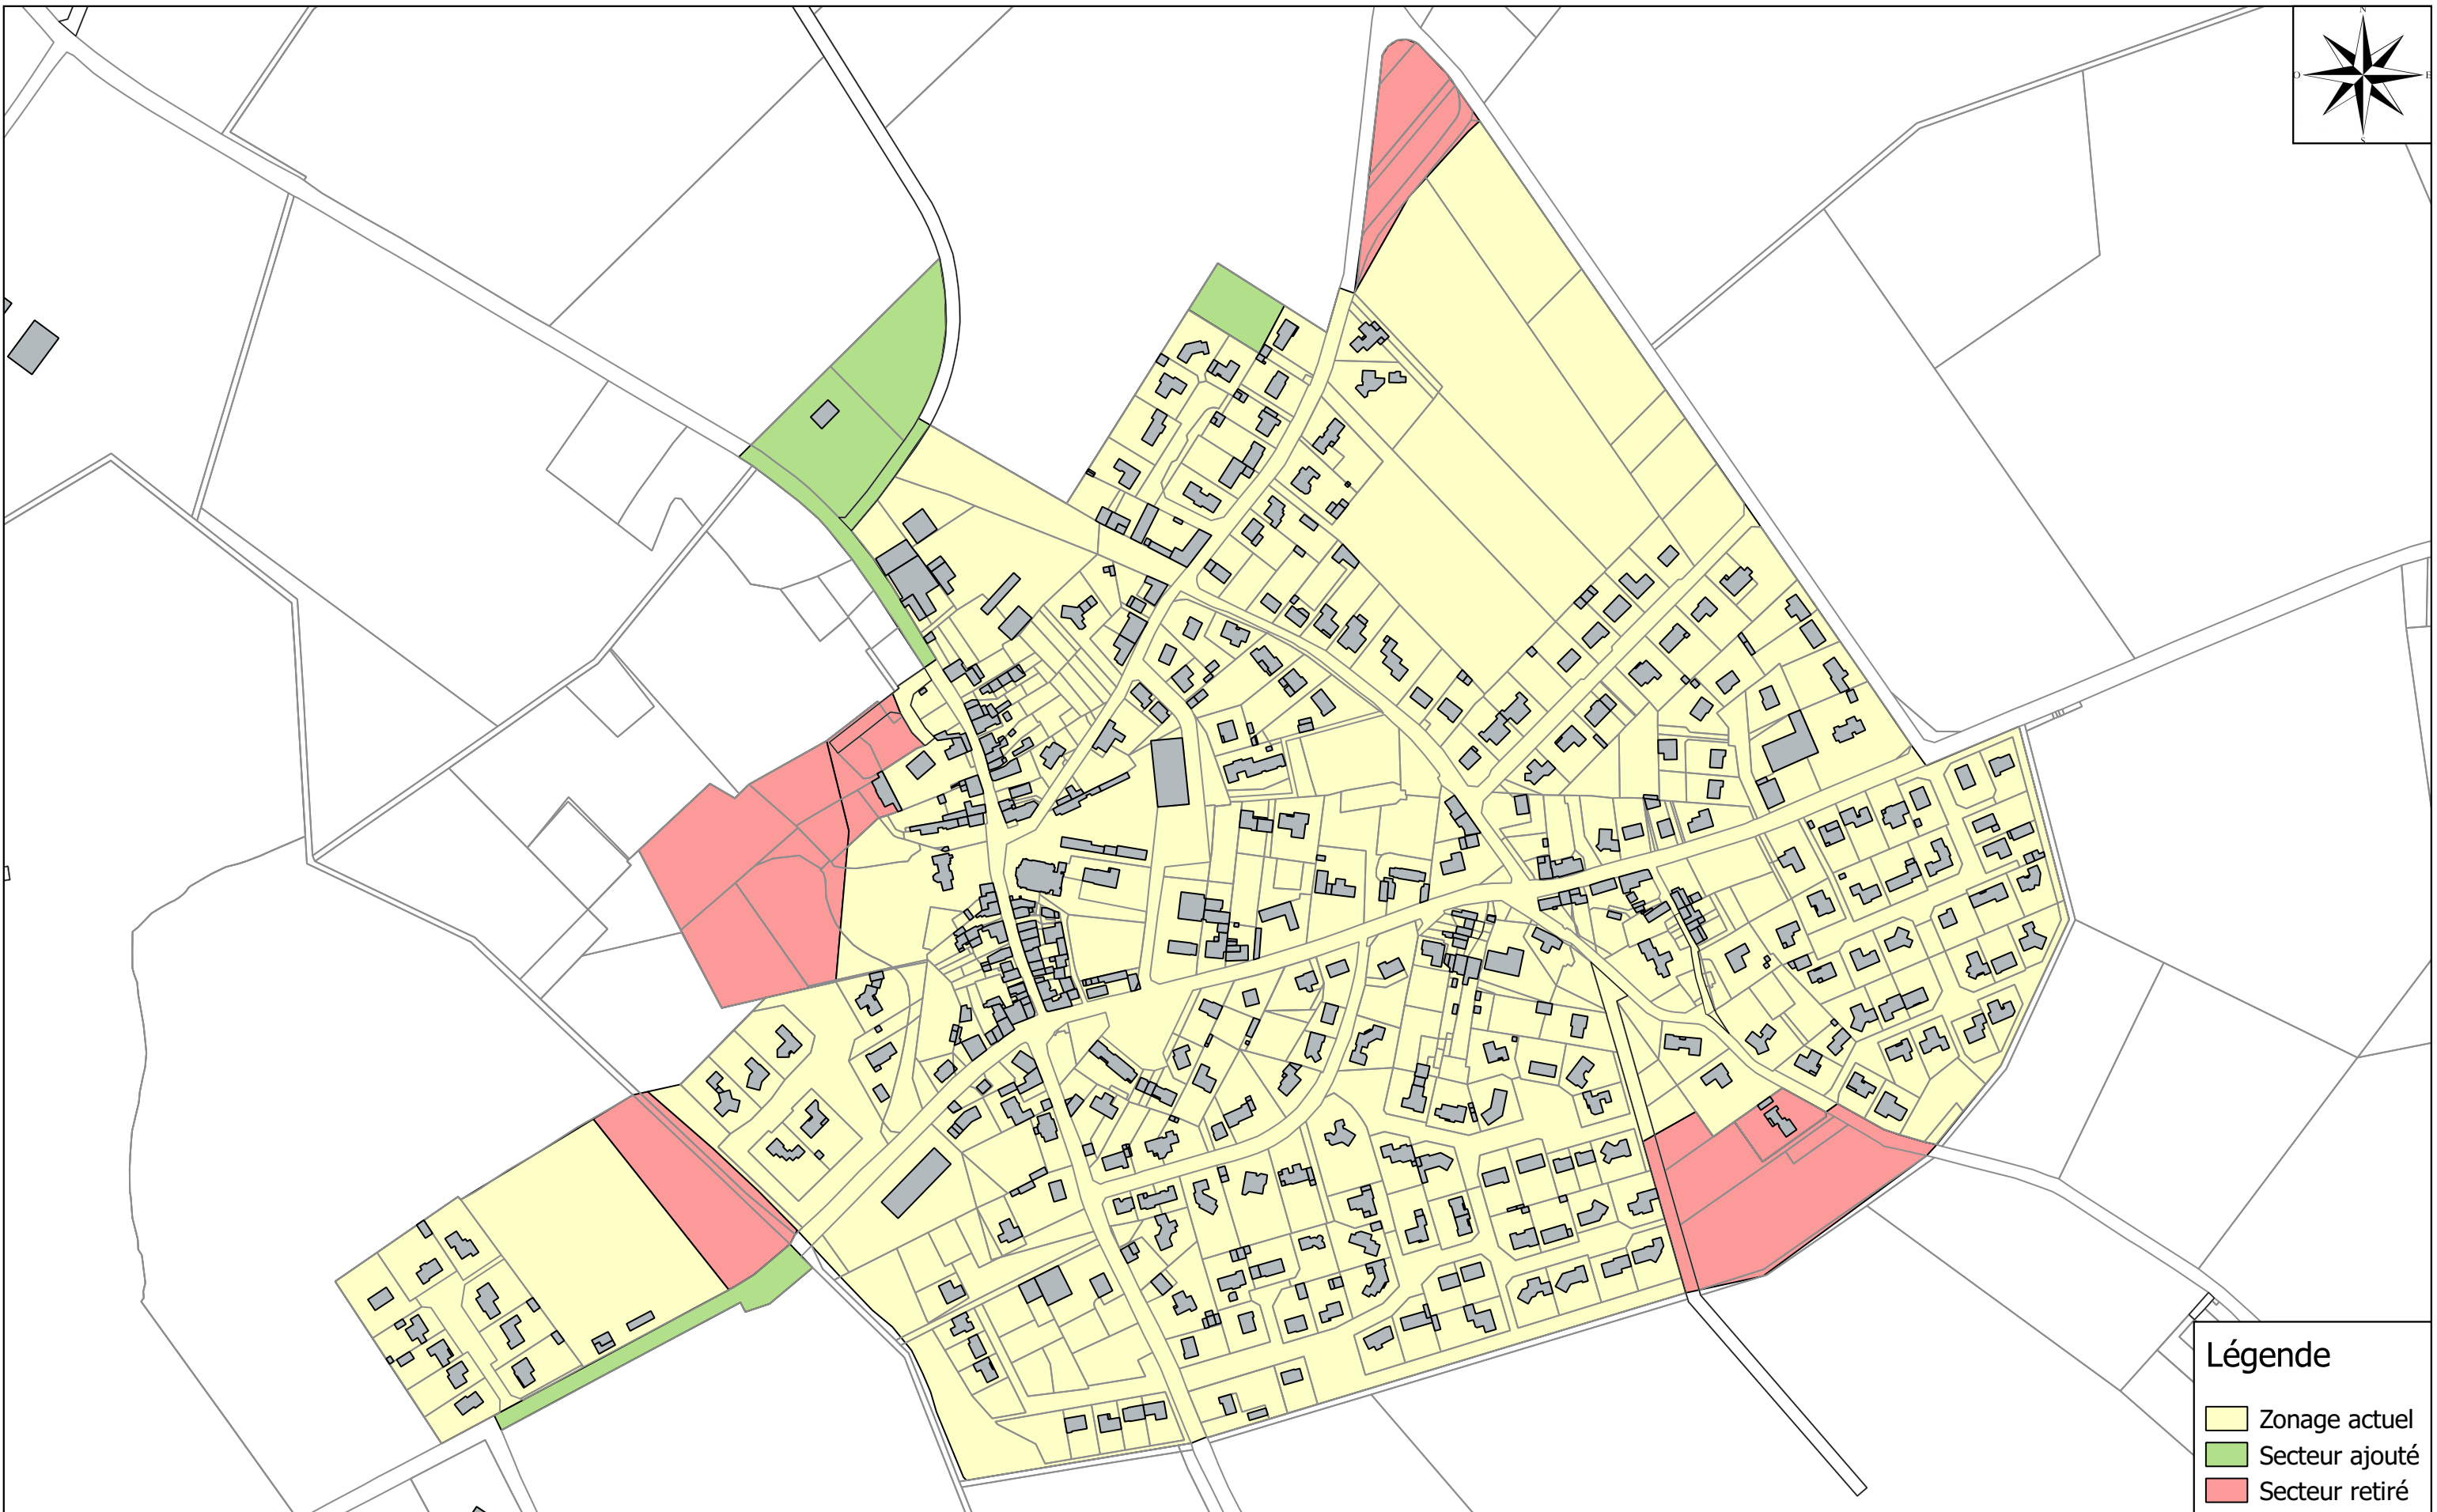 N
O
E
S
Légende
Zonage actuel
Secteur ajouté
Secteur retiré